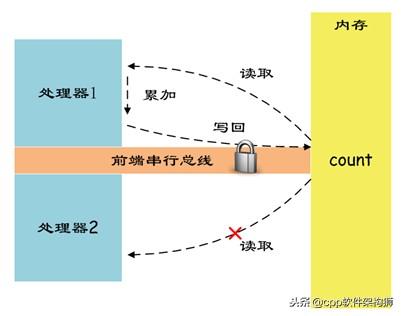 内存
读取
处理器1
累加
写回
前端串行总线
count
处理器2
读取
头条 @cpp软件架构狮